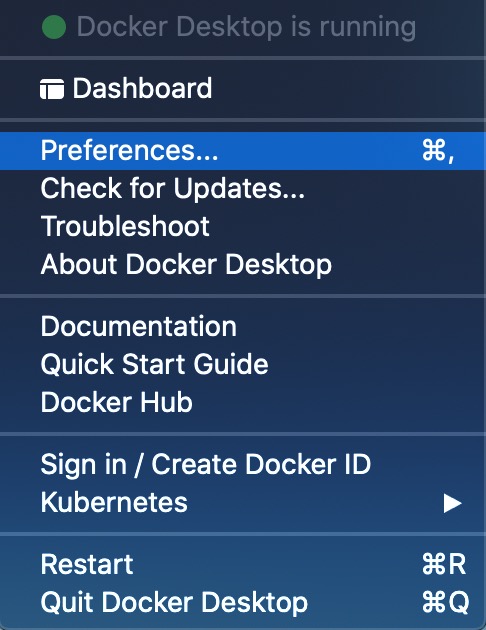 Docker Desktop is running
Dashboard
Preferences... ⌘,
Check for Updates...
Troubleshoot
About Docker Desktop
Documentation
Quick Start Guide
Docker Hub
Sign in / Create Docker ID
Kubernetes
Restart ⌘R
Quit Docker Desktop ⌘Q